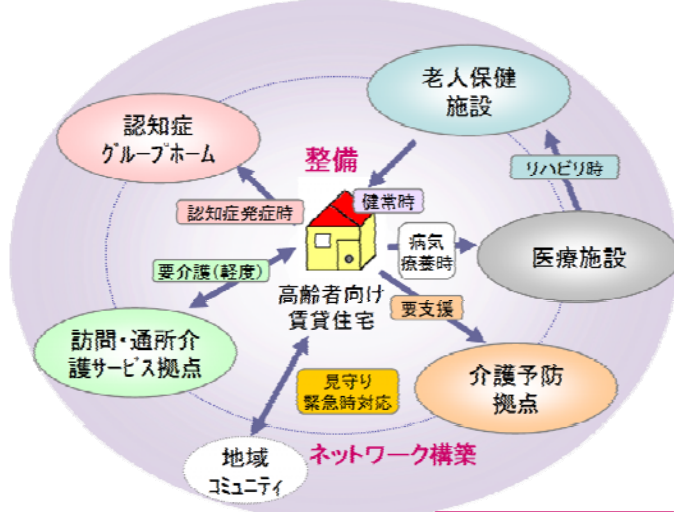 老人保健
施設
認知症
グループホーム
整備
リハビリ時
健常時
認知症発症時
病気
療養時
医療施設
要介護(軽度)
高齢者向け
賃貸住宅
要支援
訪問・通所介
護サービス拠点
介護予防
拠点
見守り
緊急時対応
地域
コミュニティ
ネットワーク構築